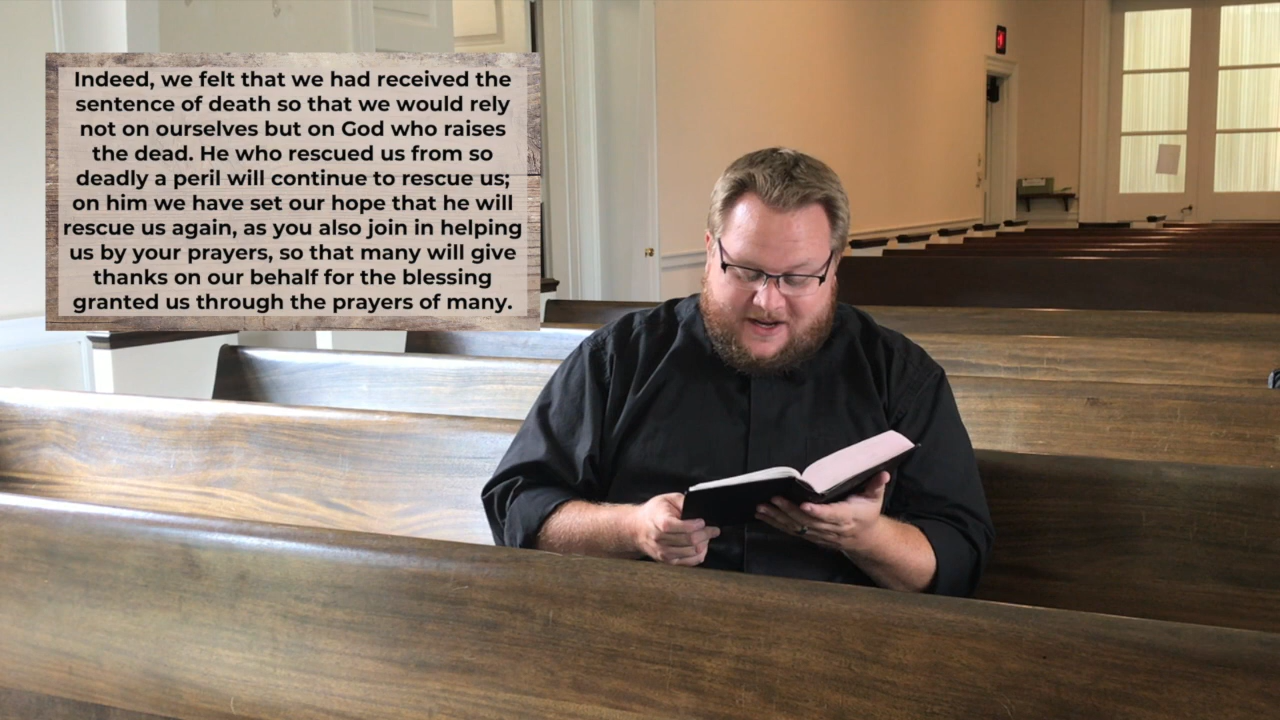 Indeed, we felt that we had received the
sentence of death so that we would rely
not on ourselves but on God who raises
the dead. He who rescued us from so
deadly a peril will continue to rescue us;
on him we have set our hope that he will
rescue us again, as you also join in helping
us by your prayers, so that many will give
thanks on our behalf for the blessing
granted us through the prayers of many.